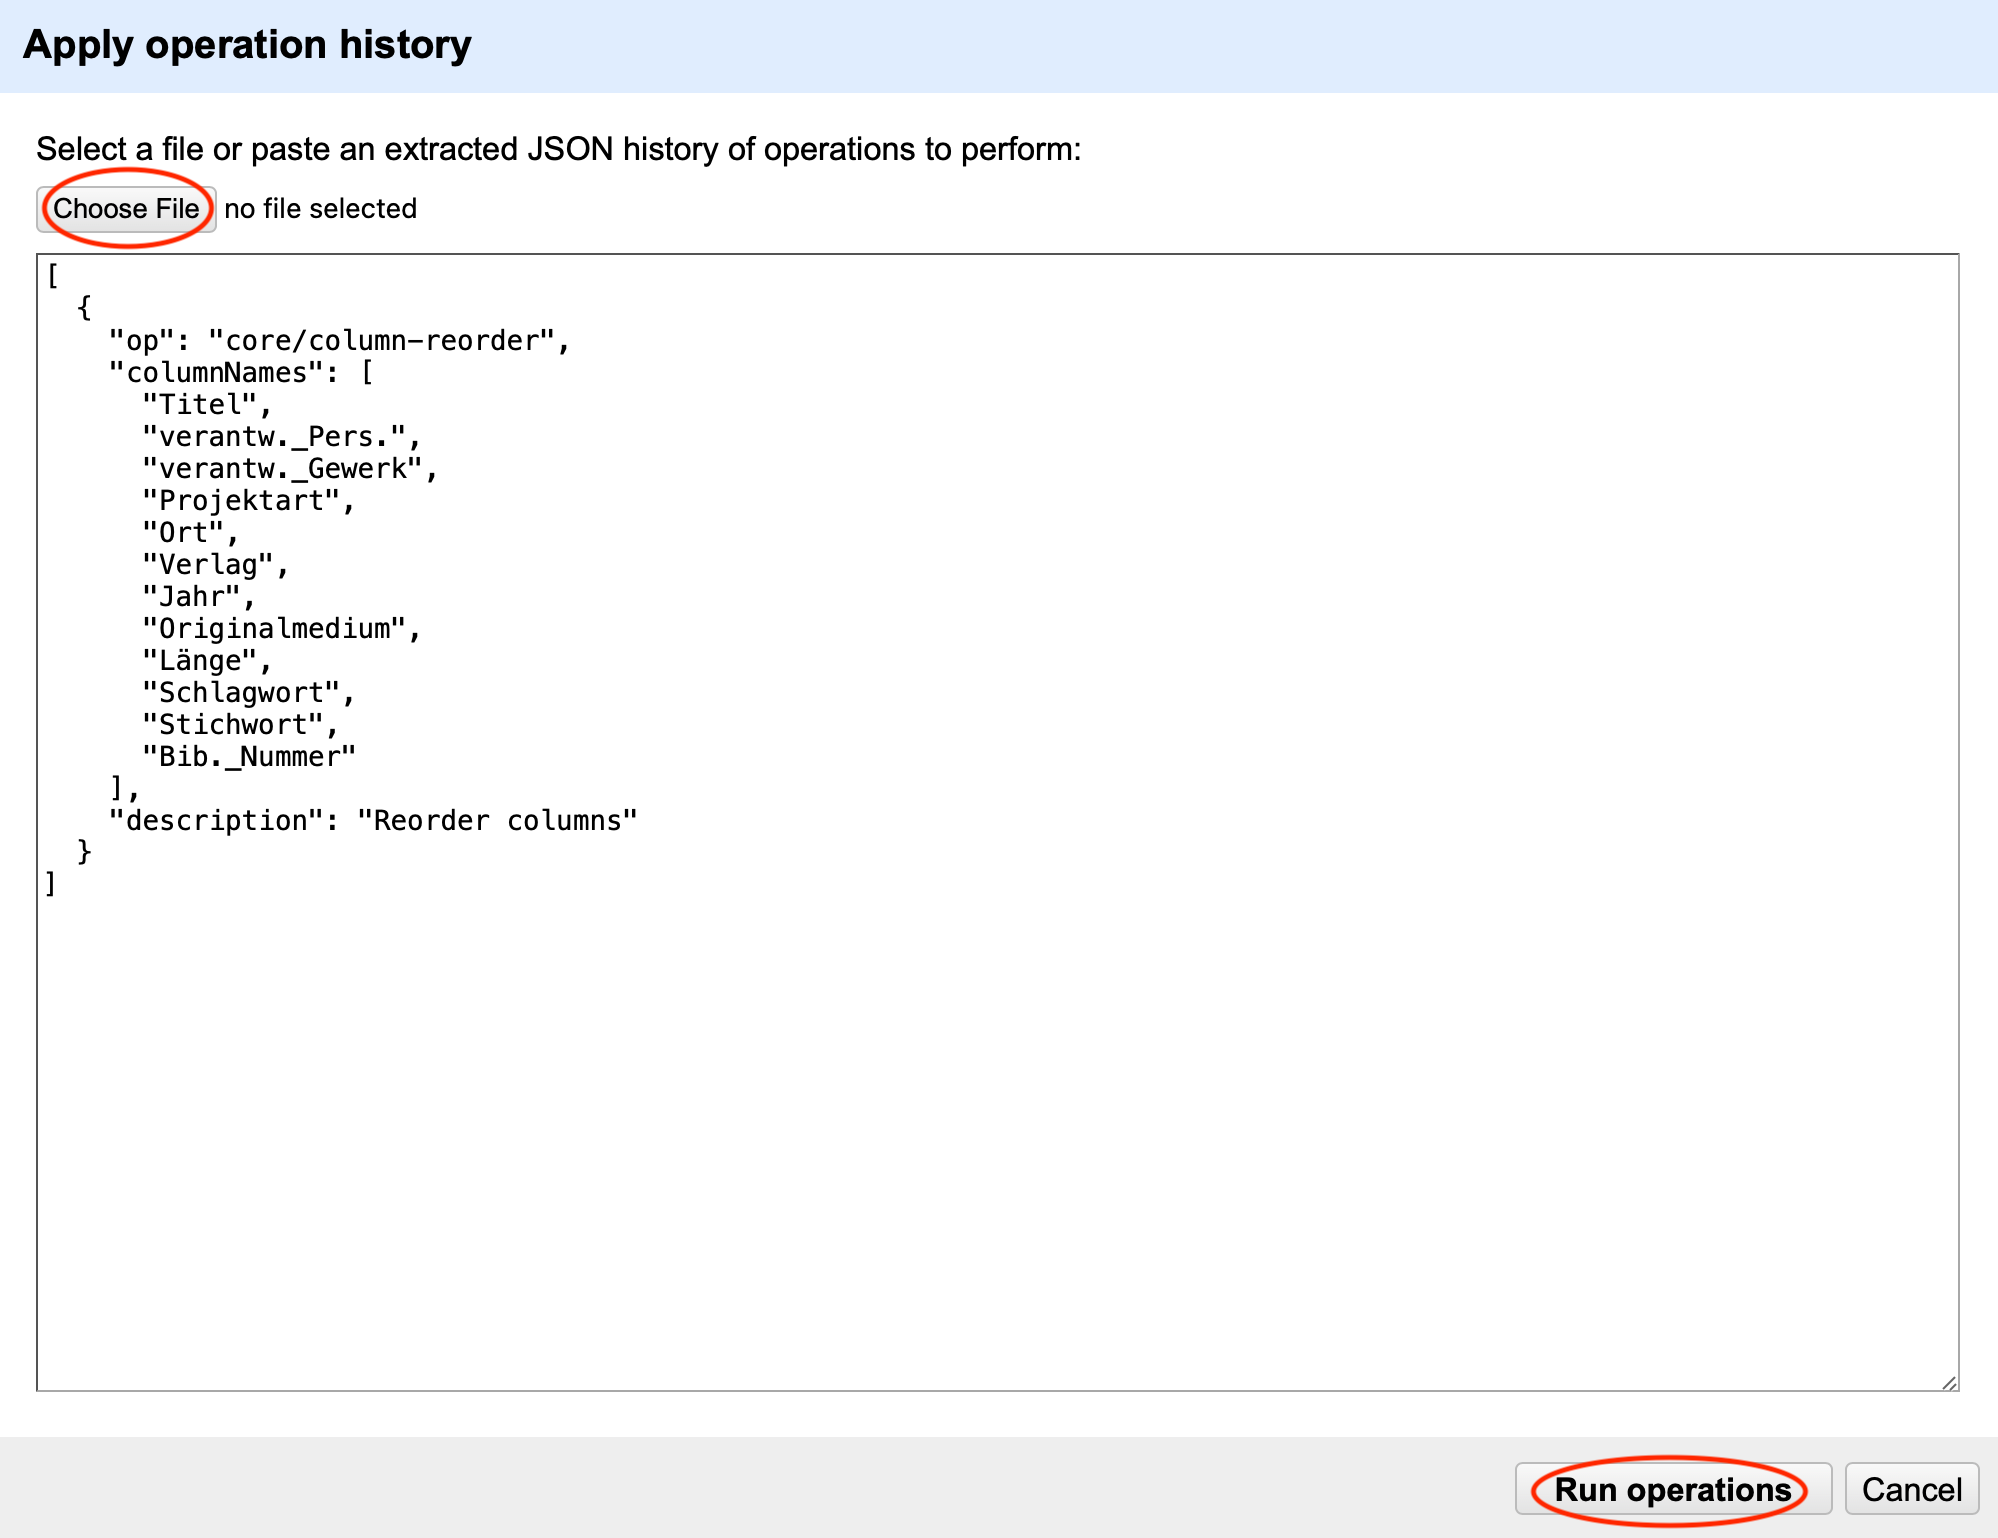 Apply operation history
Select a file or paste an extracted JSON history of operations to perform:
Choose File no file selected
[
  {
    "op": "core/column-reorder",
    "columnNames": [
      "Titel",
      "verantw._Pers.",
      "verantw._Gewerk",
      "Projektart",
      "Ort",
      "Verlag",
      "Jahr",
      "Originalmedium",
      "Länge",
      "Schlagwort",
      "Stichwort",
      "Bib._Nummer"
    ],
    "description": "Reorder columns"
  }
]
Run operations Cancel